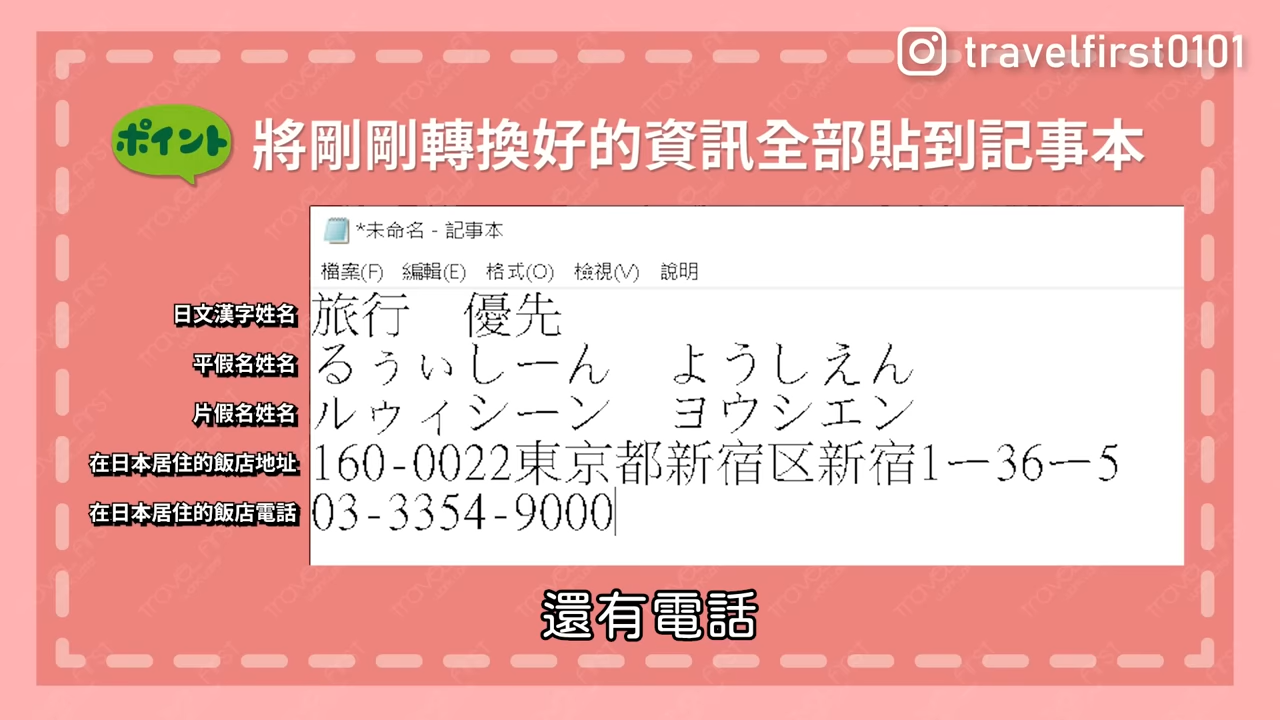 travelfirst0101
ポイント 將剛剛轉換好的資訊全部貼到記事本
*未命名 - 記事本
檔案(F) 編輯(E) 格式(O) 檢視(V) 說明
日文漢字姓名 旅行　優先
平假名姓名 るぅぃしーん　ようしえん
片假名姓名 ルゥィシーン　ヨウシエン
在日本居住的飯店地址 160-0022東京都新宿区新宿1ー36ー5
在日本居住的飯店電話 03-3354-9000
還有電話